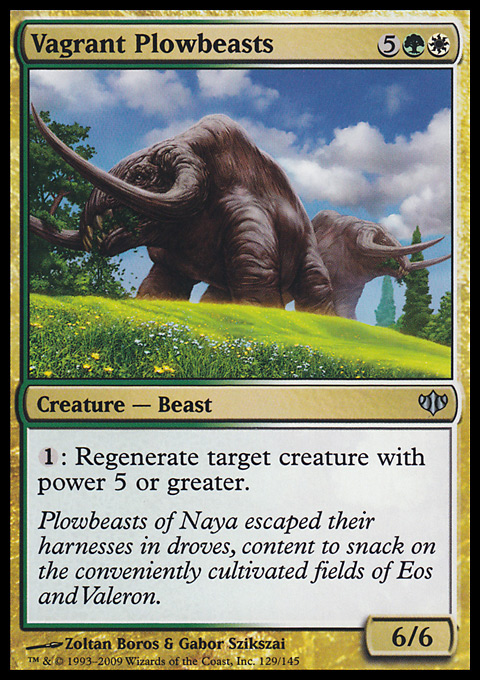 Vagrant Plowbeasts 5
Creature — Beast
1: Regenerate target creature with
power 5 or greater.
Plowbeasts of Naya escaped their
harnesses in droves, content to snack on
the conveniently cultivated fields of Eos
and Valeron.
Zoltan Boros & Gabor Szikszai
6/6
™ & © 1993–2009 Wizards of the Coast, Inc. 129/145